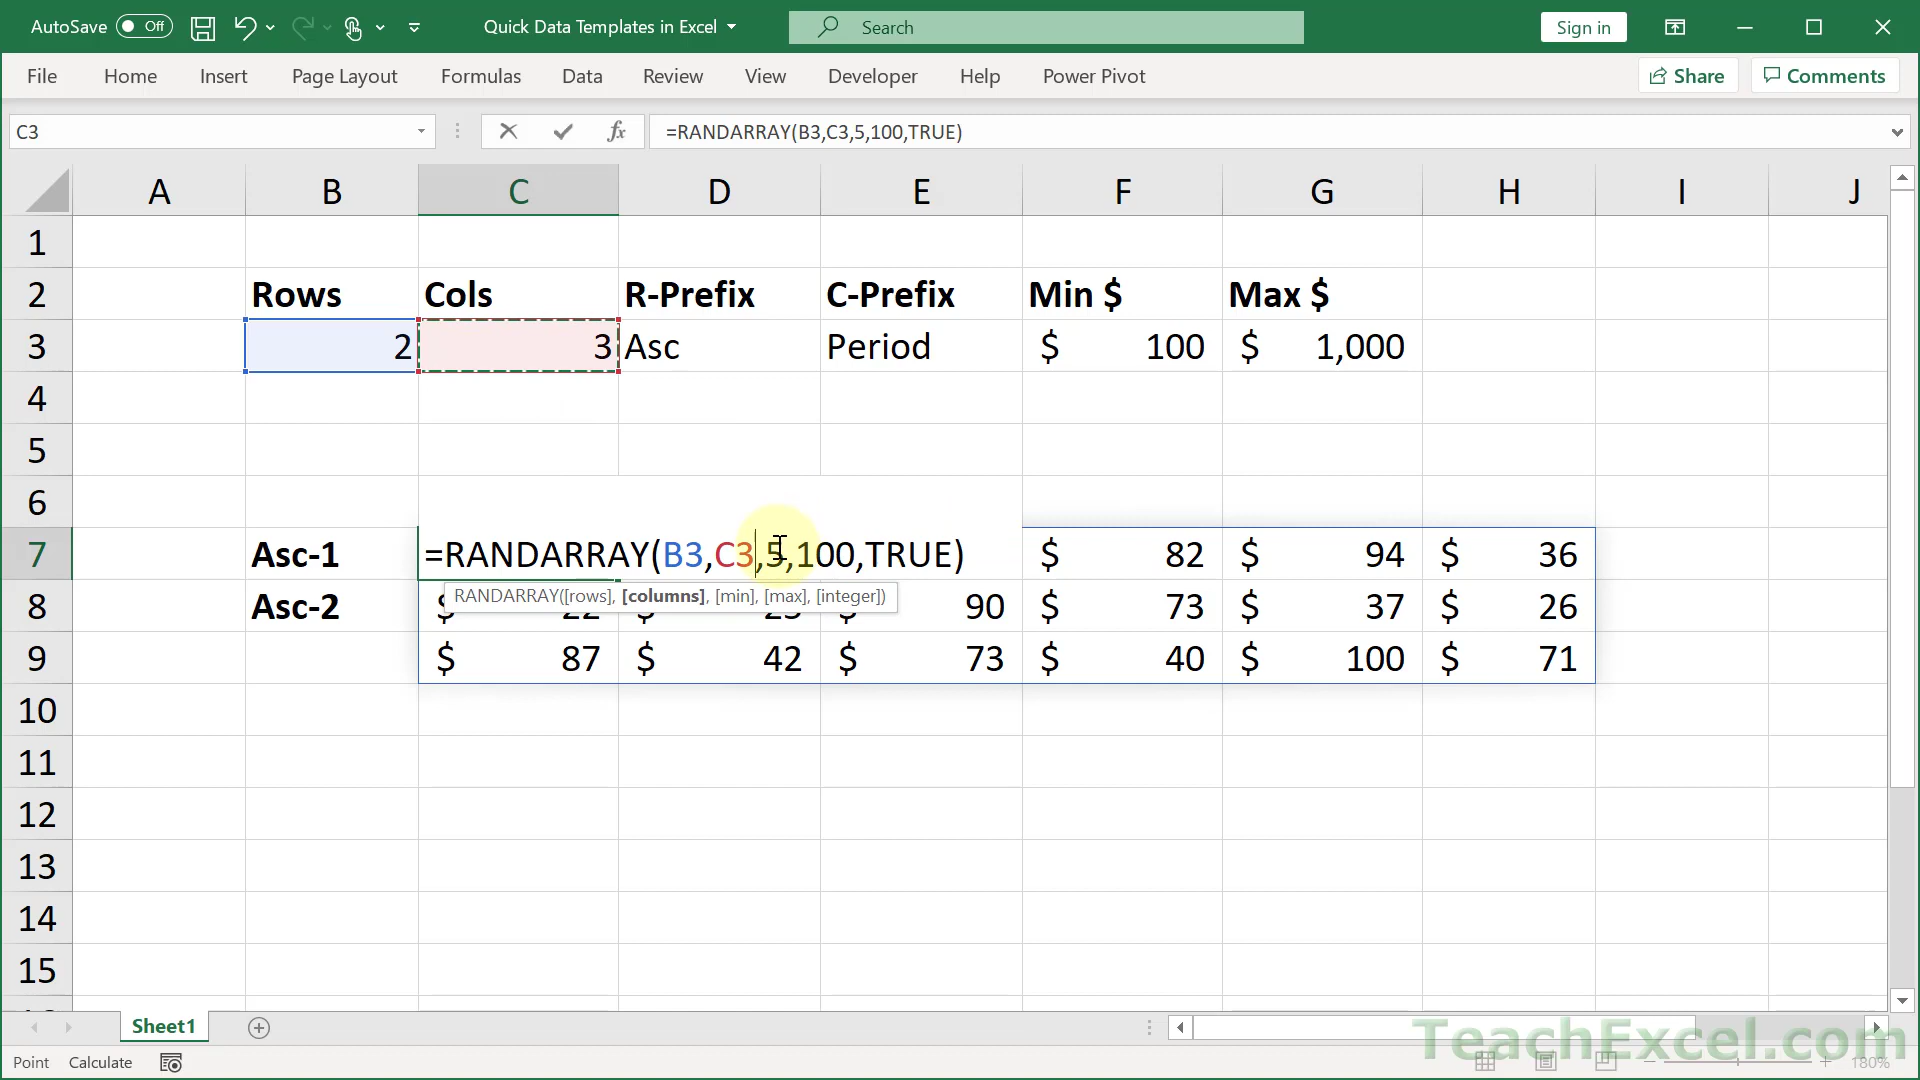 AutoSave Off Quick Data Templates in Excel Search Sign in
File Home Insert Page Layout Formulas Data Review View Developer Help Power Pivot Share Comments
C3 fx =RANDARRAY(B3,C3,5,100,TRUE)
A B C D E F G H I J
1
2 Rows Cols R-Prefix C-Prefix Min $ Max $
3 2 3 Asc Period $ 100 $ 1,000
4
5
6
7 Asc-1 =RANDARRAY(B3,C3,5,100,TRUE) $ 82 $ 94 $ 36
RANDARRAY([rows], [columns], [min], [max], [integer])
8 Asc-2 $ $ $ 90 $ 73 $ 37 $ 26
9 $ 87 $ 42 $ 73 $ 40 $ 100 $ 71
10
11
12
13
14
15
Sheet1
TeachExcel.com
Point Calculate 180%